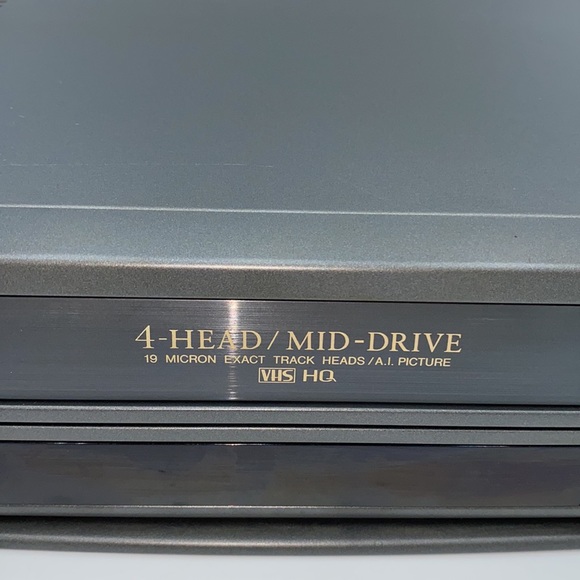 4-HEAD / MID-DRIVE
19 MICRON EXACT TRACK HEADS / A.I. PICTURE
VHS HQ